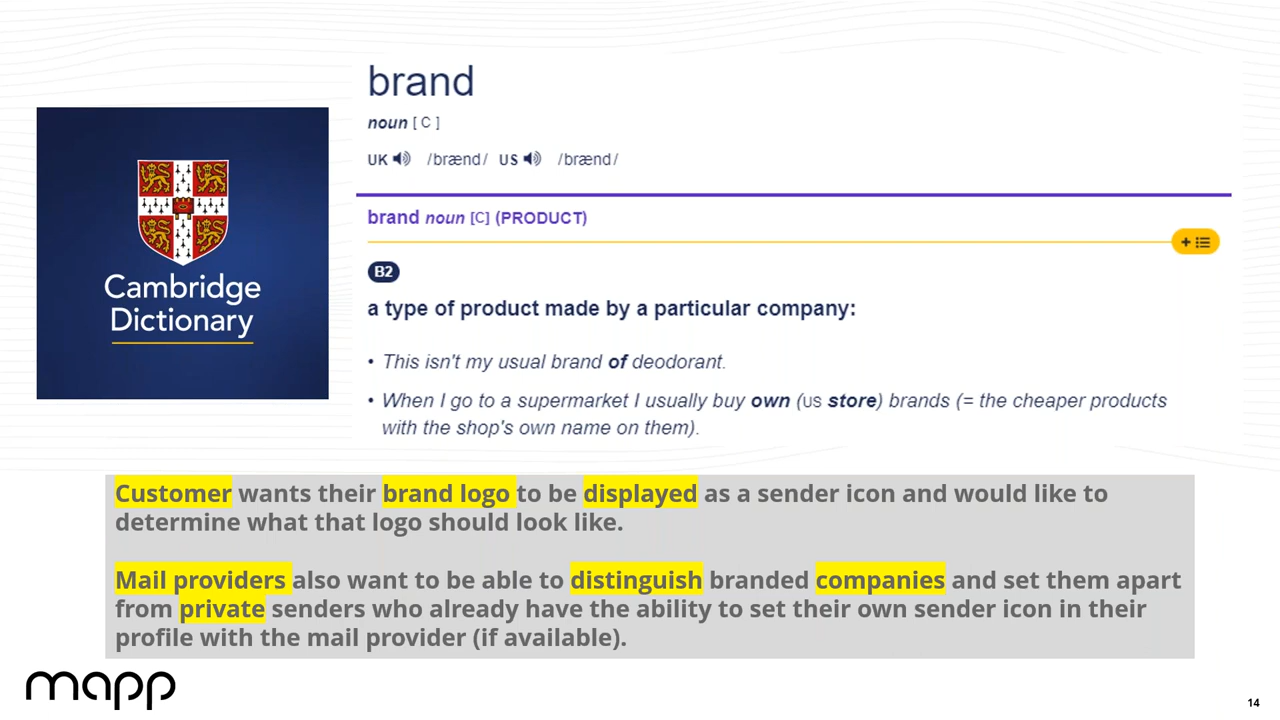 brand
noun [ C ]
UK /brænd/ US /brænd/
brand noun [C] (PRODUCT)
B2
a type of product made by a particular company:
• This isn't my usual brand of deodorant.
• When I go to a supermarket I usually buy own (US store) brands (= the cheaper products
with the shop's own name on them).
Cambridge
Dictionary
Customer wants their brand logo to be displayed as a sender icon and would like to
determine what that logo should look like.
Mail providers also want to be able to distinguish branded companies and set them apart
from private senders who already have the ability to set their own sender icon in their
profile with the mail provider (if available).
mapp
14